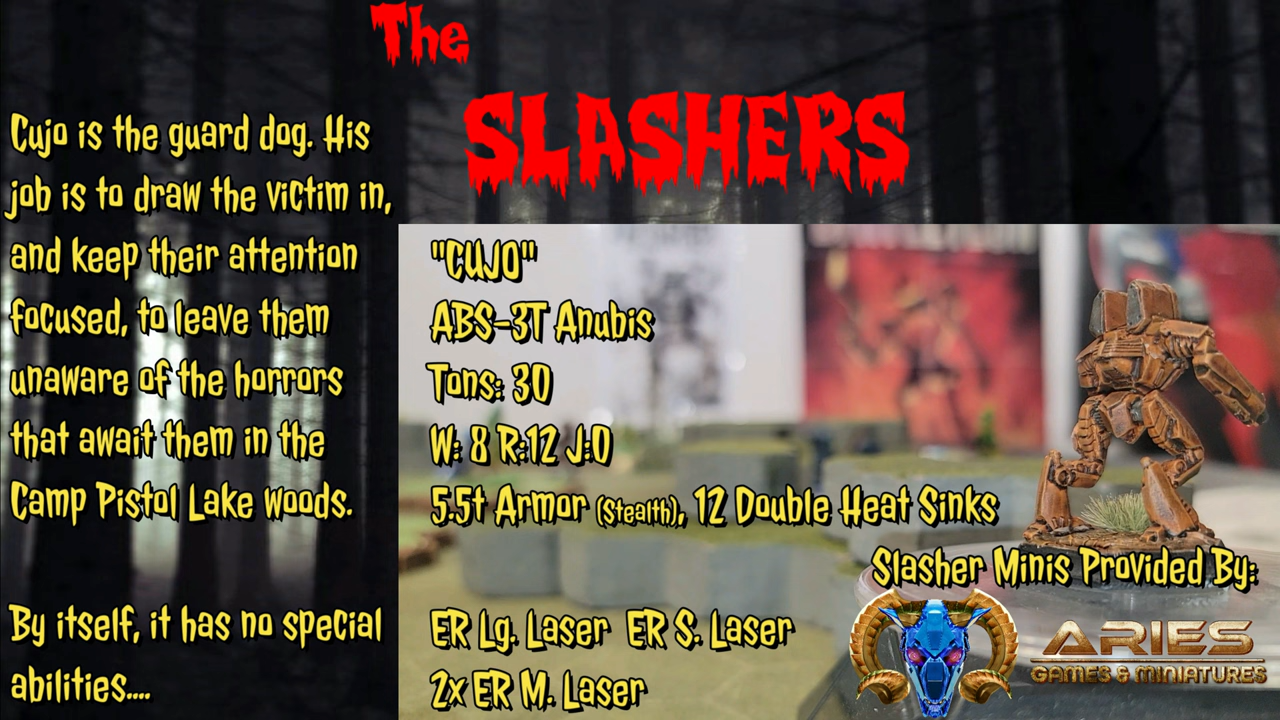 The
SLASHERS
Cujo is the guard dog. His
job is to draw the victim in,
and keep their attention
focused, to leave them
unaware of the horrors
that await them in the
Camp Pistol Lake woods.
By itself, it has no special
abilities....
"CUJO"
ABS-3T Anubis
Tons: 30
W: 8 R:12 J:0
5.5t Armor (Stealth), 12 Double Heat Sinks
ER Lg. Laser ER S. Laser
2x ER M. Laser
Slasher Minis Provided By:
ARIES
GAMES & MINIATURES